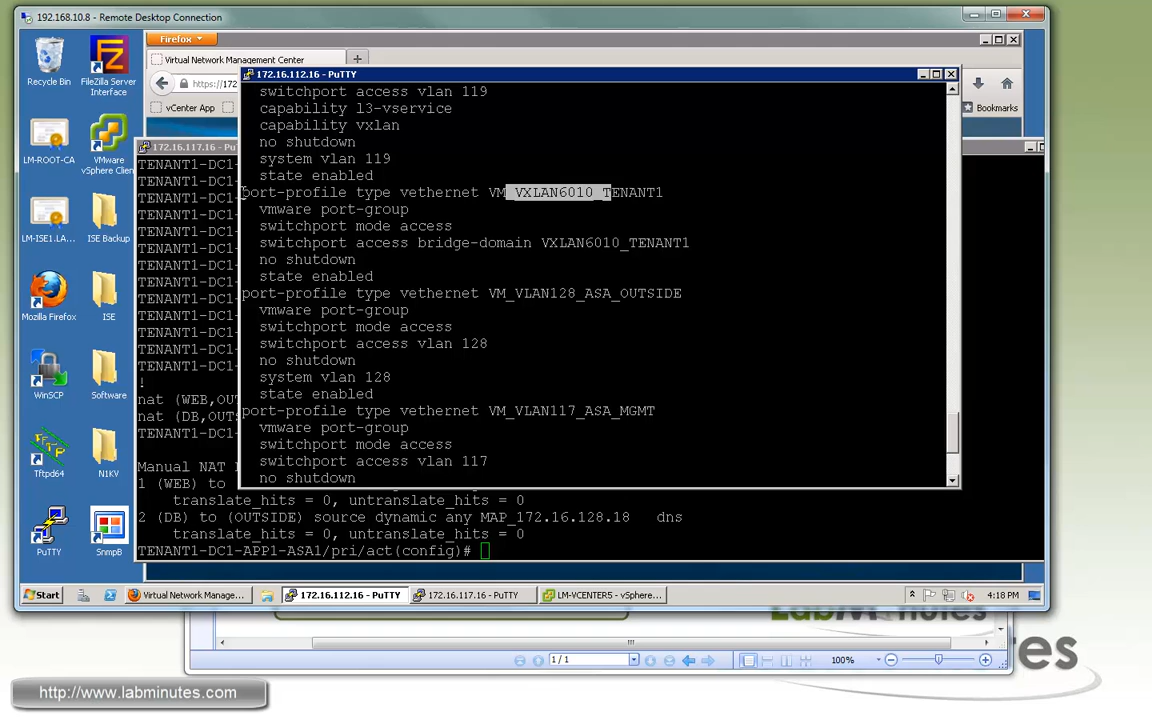 192.168.10.8 - Remote Desktop Connection
Recycle Bin
FileZilla Server Interface
LM-ROOT-CA
VMware vSphere Client
LM-ISE1.LA...
ISE Backup
Mozilla Firefox
ISE
WinSCP
Software
Tftpd64
N1KV
PuTTY
SnmpB
Firefox
Virtual Network Management Center
https://172
vCenter App
Bookmarks
172.16.112.16 - PuTTY
switchport access vlan 119
capability l3-vservice
capability vxlan
no shutdown
system vlan 119
state enabled
port-profile type vethernet VM_VXLAN6010_TENANT1
vmware port-group
switchport mode access
switchport access bridge-domain VXLAN6010_TENANT1
no shutdown
state enabled
port-profile type vethernet VM_VLAN128_ASA_OUTSIDE
vmware port-group
switchport mode access
switchport access vlan 128
no shutdown
system vlan 128
state enabled
port-profile type vethernet VM_VLAN117_ASA_MGMT
vmware port-group
switchport mode access
switchport access vlan 117
no shutdown
172.16.117.16 - Pu
TENANT1-DC1-
TENANT1-DC1-
TENANT1-DC1-
TENANT1-DC1-
TENANT1-DC1-
TENANT1-DC1-
TENANT1-DC1-
TENANT1-DC1-
TENANT1-DC1-
TENANT1-DC1-
TENANT1-DC1-
TENANT1-DC1-
TENANT1-DC1-
!
nat (WEB,OU
nat (DB,OUTS
TENANT1-DC1-
Manual NAT
1 (WEB) to
translate_hits = 0, untranslate_hits = 0
2 (DB) to (OUTSIDE) source dynamic any MAP_172.16.128.18 dns
translate_hits = 0, untranslate_hits = 0
TENANT1-DC1-APP1-ASA1/pri/act(config)#
Start
Virtual Network Manage...
172.16.112.16 - PuTTY
172.16.117.16 - PuTTY
LM-VCENTER5 - vSphere...
4:18 PM
1 / 1
100%
http://www.labminutes.com